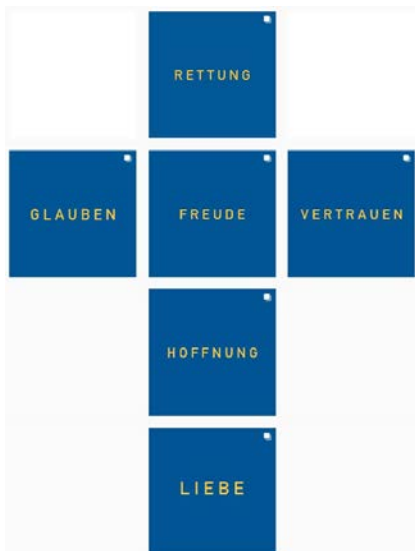 RETTUNG
GLAUBEN FREUDE VERTRAUEN
HOFFNUNG
LIEBE